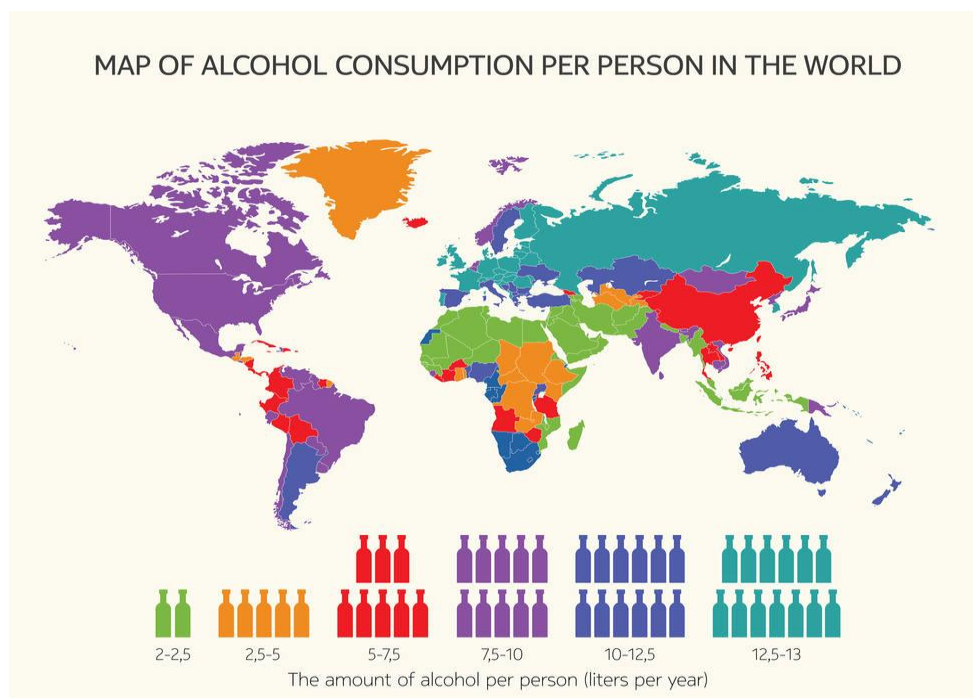 MAP OF ALCOHOL CONSUMPTION PER PERSON IN THE WORLD
2-2,5 2,5-5 5-7,5 7,5-10 10-12,5 12,5-13
The amount of alcohol per person (liters per year)